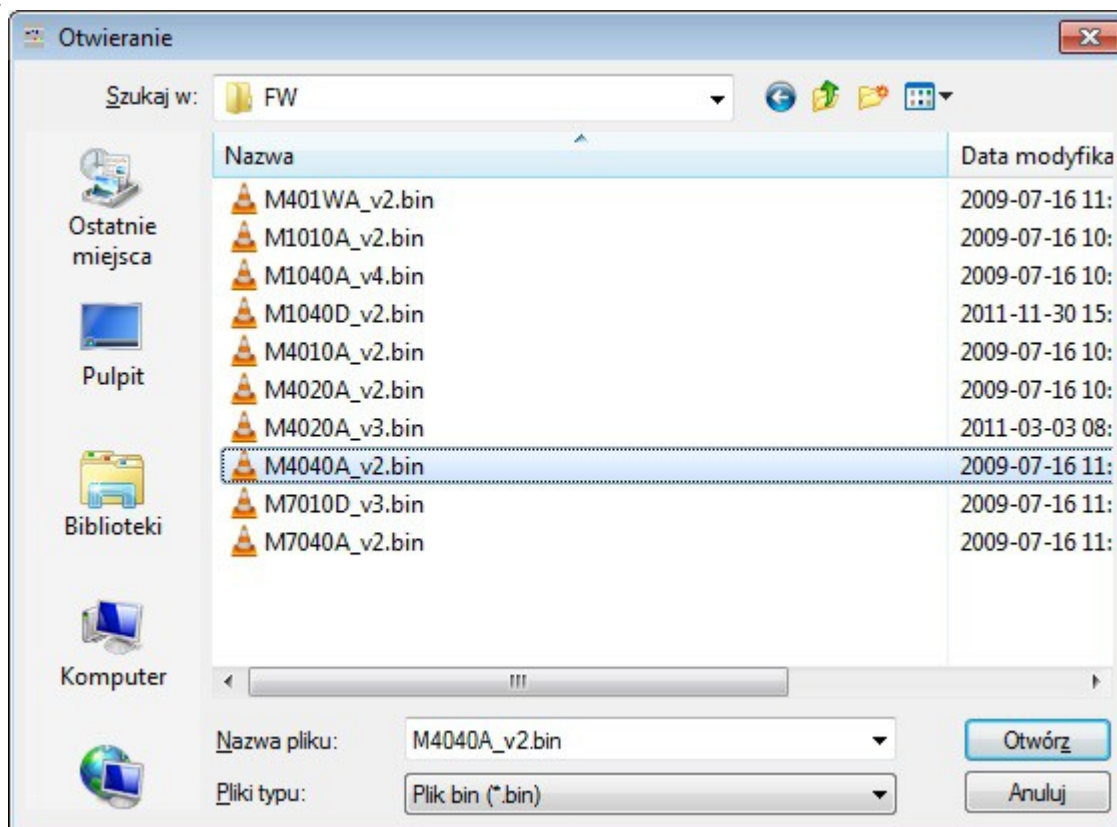 Otwieranie
Szukaj w: FW
Nazwa Data modyfika
Ostatnie
miejsca
Pulpit
Biblioteki
Komputer
M401WA_v2.bin 2009-07-16 11:
M1010A_v2.bin 2009-07-16 10:
M1040A_v4.bin 2009-07-16 10:
M1040D_v2.bin 2011-11-30 15:
M4010A_v2.bin 2009-07-16 10:
M4020A_v2.bin 2009-07-16 10:
M4020A_v3.bin 2011-03-03 08:
M4040A_v2.bin 2009-07-16 11:
M7010D_v3.bin 2009-07-16 11:
M7040A_v2.bin 2009-07-16 11:
Nazwa pliku: M4040A_v2.bin Otwórz
Pliki typu: Plik bin (*.bin) Anuluj